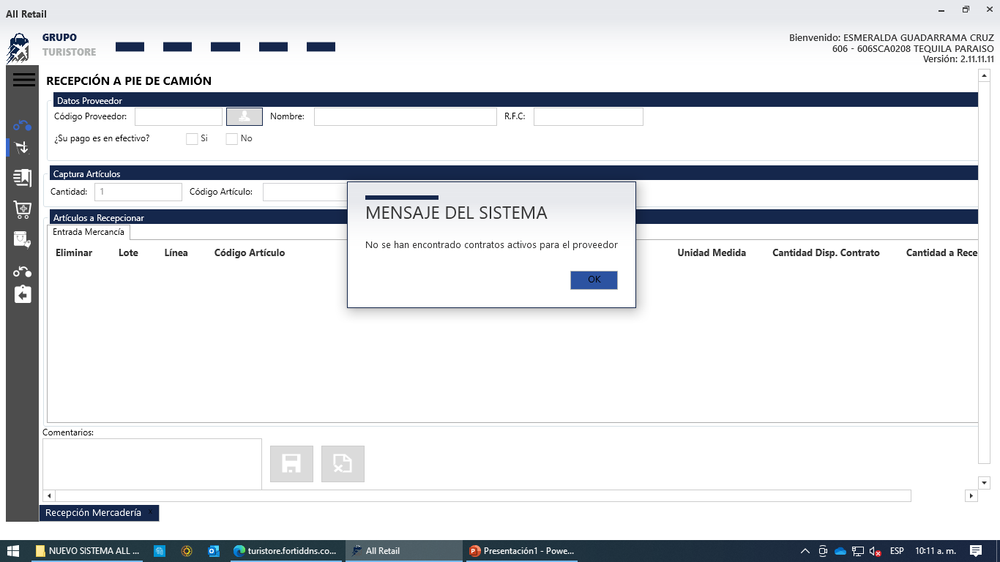 All Retail
GRUPO
TURISTORE
Bienvenido: ESMERALDA GUADARRAMA CRUZ
606 - 606SCA0208 TEQUILA PARAISO
Versión: 2.11.11.11
RECEPCIÓN A PIE DE CAMIÓN
Datos Proveedor
Código Proveedor: Nombre: R.F.C:
¿Su pago es en efectivo? Si No
Captura Artículos
Cantidad: 1 Código Artículo:
MENSAJE DEL SISTEMA
No se han encontrado contratos activos para el proveedor
OK
Artículos a Recepcionar
Entrada Mercancía
Eliminar Lote Línea Código Artículo Unidad Medida Cantidad Disp. Contrato Cantidad a Rece
Comentarios:
Recepción Mercadería x
NUEVO SISTEMA ALL ... turistore.fortiddns.co... All Retail Presentación1 - Powe... ESP 10:11 a. m.